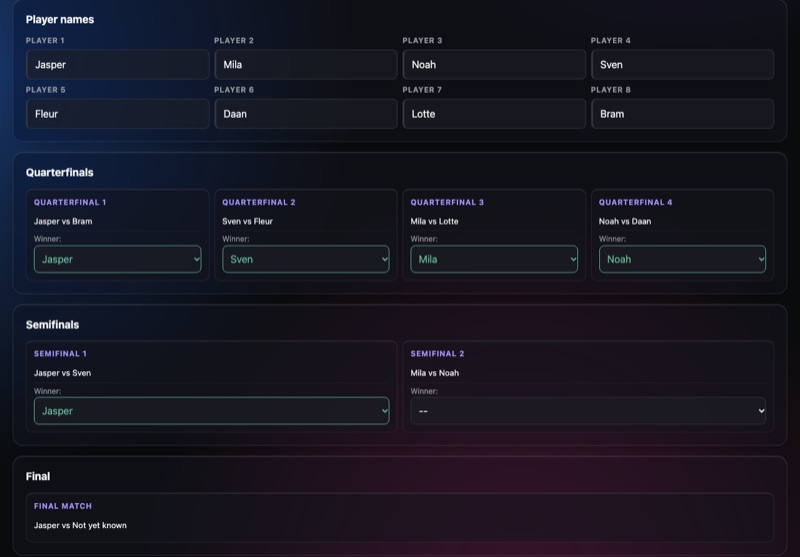 Player names
PLAYER 1 PLAYER 2 PLAYER 3 PLAYER 4
Jasper Mila Noah Sven
PLAYER 5 PLAYER 6 PLAYER 7 PLAYER 8
Fleur Daan Lotte Bram
Quarterfinals
QUARTERFINAL 1 QUARTERFINAL 2 QUARTERFINAL 3 QUARTERFINAL 4
Jasper vs Bram Sven vs Fleur Mila vs Lotte Noah vs Daan
Winner: Winner: Winner: Winner:
Jasper Sven Mila Noah
Semifinals
SEMIFINAL 1 SEMIFINAL 2
Jasper vs Sven Mila vs Noah
Winner: Winner:
Jasper --
Final
FINAL MATCH
Jasper vs Not yet known